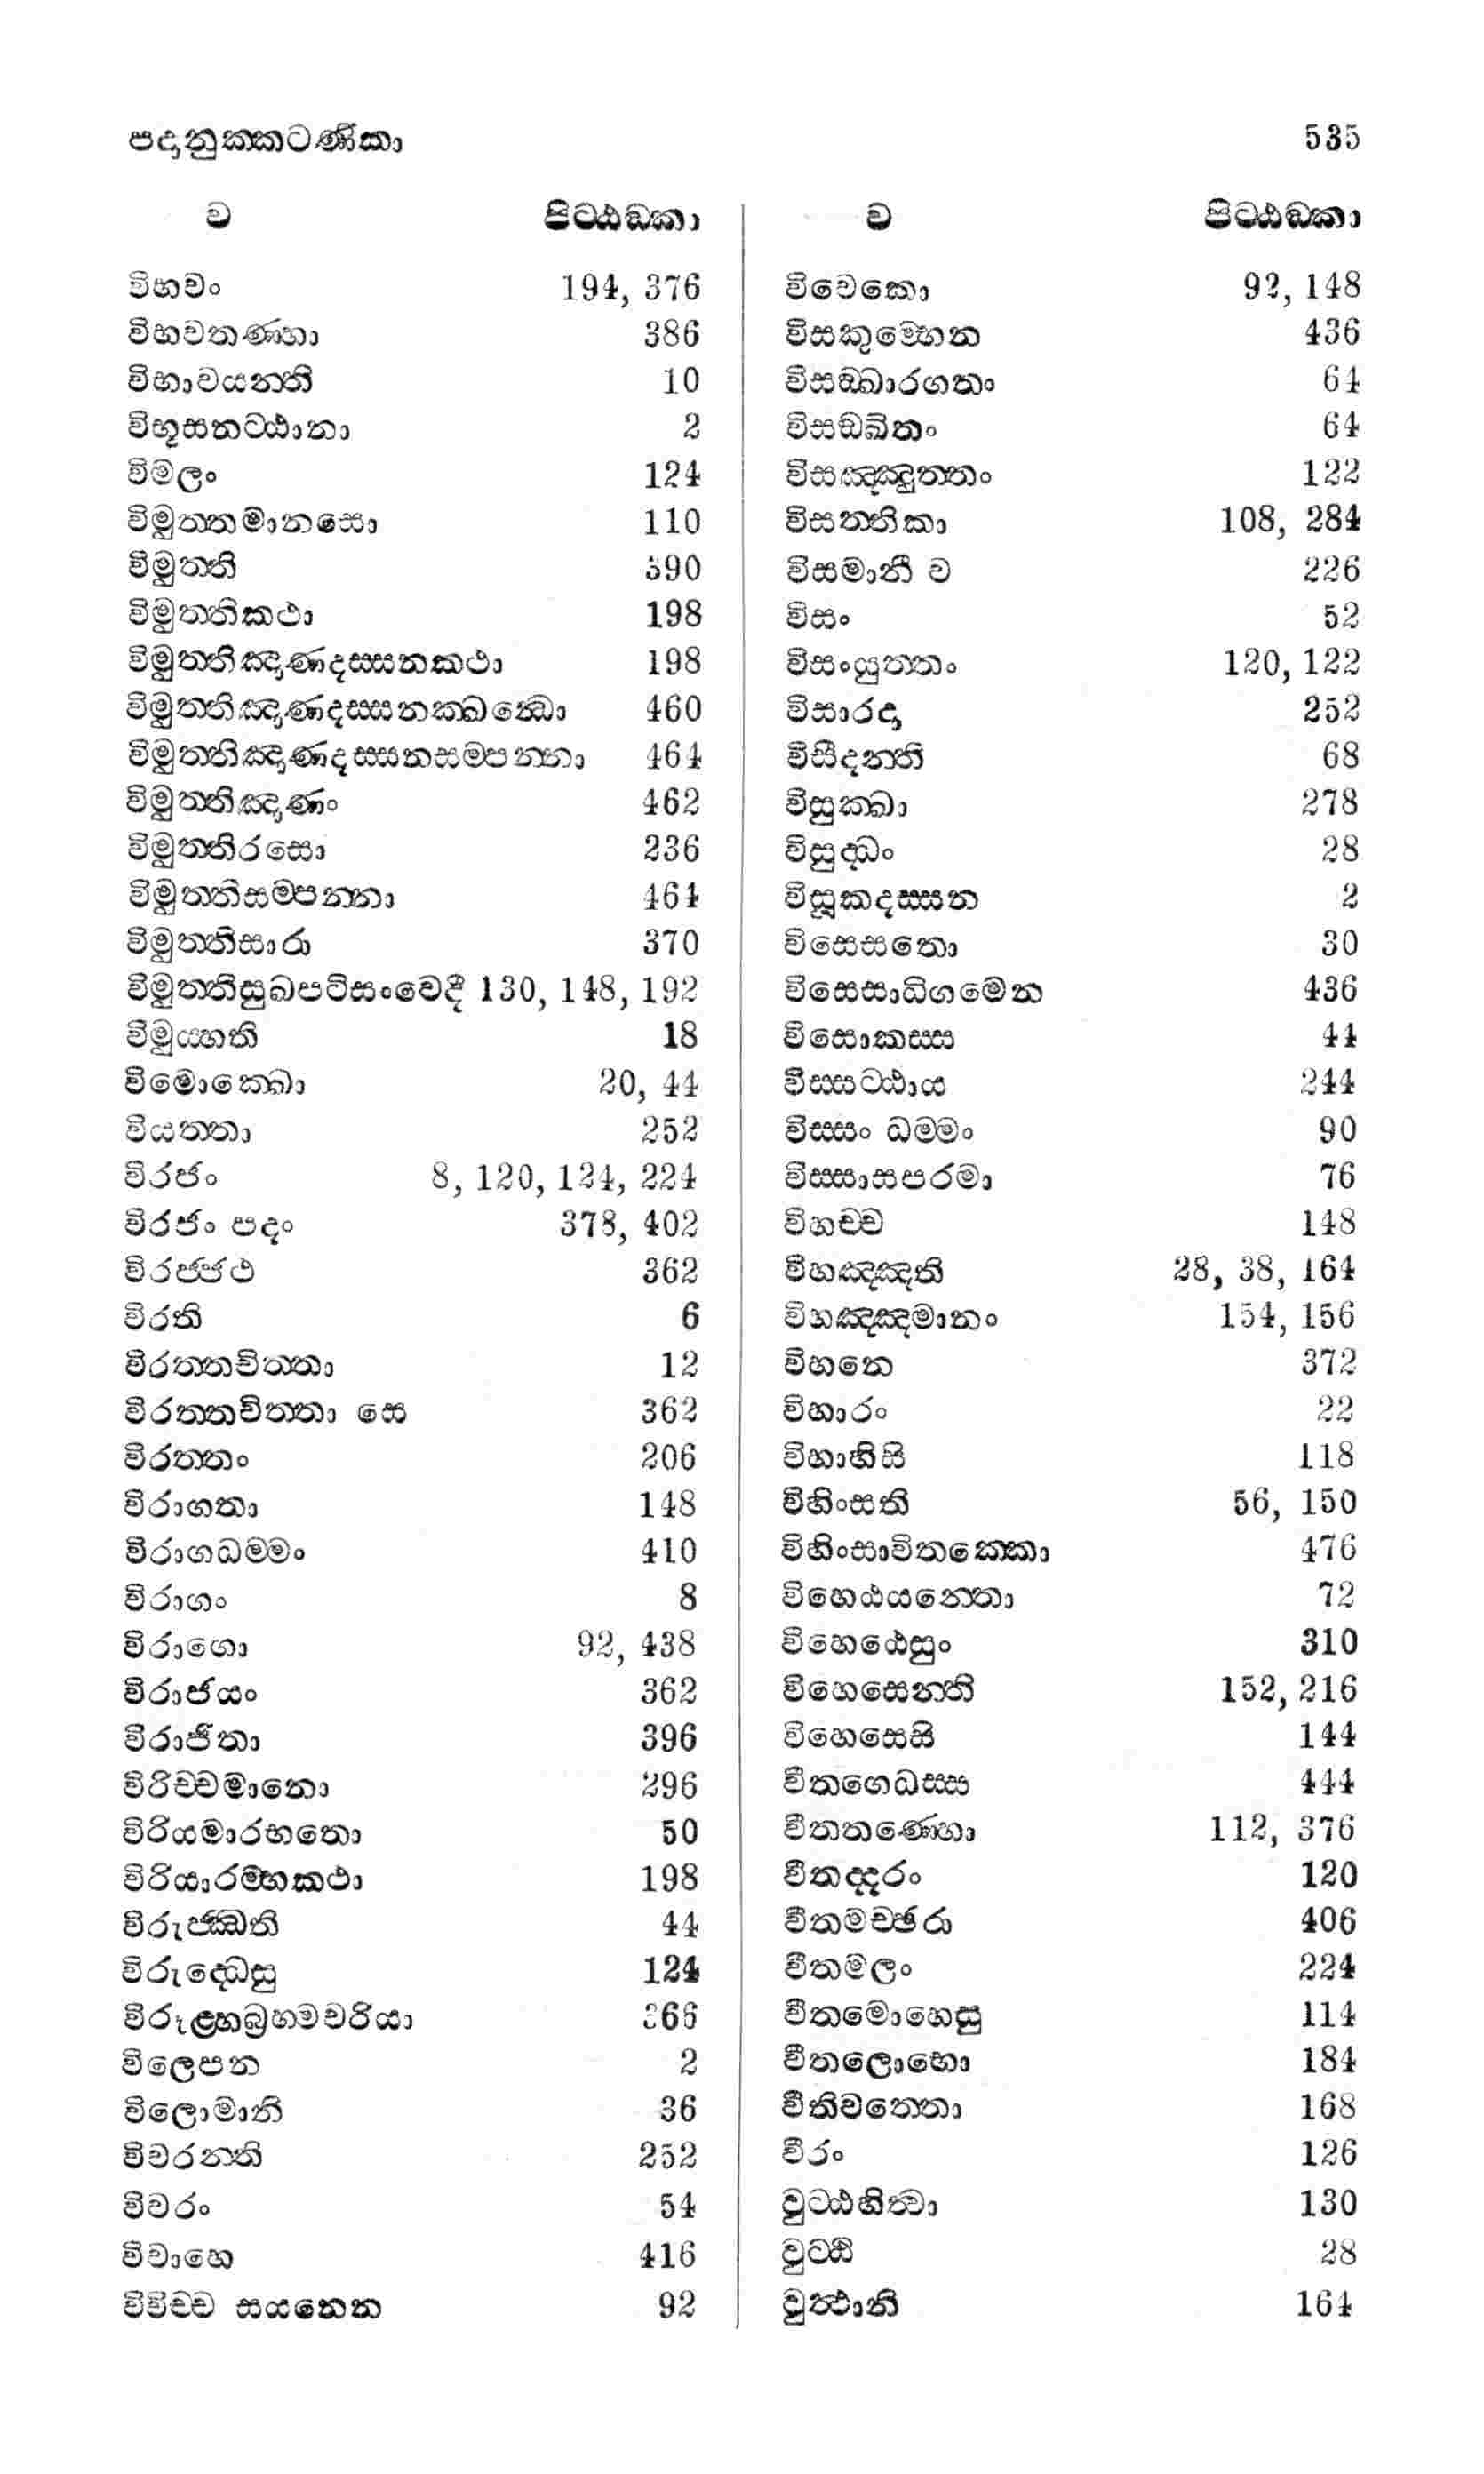 පදානුක්කමණිකා 535
ව පිට්ඨඞ්කා
විභවං 194, 376
විභවතණ්හා 386
විභාවයන්ති 10
විභූසනට්ඨානා 2
විමලං 124
විමුත්තමානසො 110
විමුත්ති 390
විමුත්තිකථා 198
විමුත්තිඤාණදස්සනකථා 198
විමුත්තිඤාණදස්සනක්ඛන්ධො 460
විමුත්තිඤාණදස්සනසම්පන්නා 464
විමුත්තිඤාණං 462
විමුත්තිරසො 236
විමුත්තිසම්පන්නා 464
විමුත්තිසාරා 370
විමුත්තිසුඛපටිසංවෙදී 130, 148, 192
විමුය්හති 18
විමොක්ඛො 20, 44
වියත්තා 252
විරජං 8, 120, 124, 224
විරජං පදං 378, 402
විරජ්ජථ 362
විරති 6
විරත්තචිත්තා 12
විරත්තචිත්තා සෙ 362
විරත්තං 206
විරාගතා 148
විරාගධම්මං 410
විරාගං 8
විරාගො 92, 438
විරාජයං 362
විරාජිතා 396
විරිච්චමානො 296
විරියමාරභතො 50
විරියාරම්භකථා 198
විරුජ්ඣති 44
විරුද්ධෙසු 124
විරූළ්හබ්‍රහ්මචරියා 366
විලෙපන 2
විලොමානි 36
විවරන්ති 252
විවරං 54
විවාහෙ 416
විවිච්ච සයනෙන 92
ව පිට්ඨඞ්කා
විවෙකො 92, 148
විසකුම්භෙන 436
විසඞ්ඛාරගතං 64
විසඞ්ඛිතං 64
විසඤ්ඤුත්තං 122
විසත්තිකා 108, 284
විසමානී ව 226
විසං 52
විසංයුත්තං 120, 122
විසාරදා 252
විසීදන්ති 68
විසුක්ඛා 278
විසුද්ධං 28
විසූකදස්සන 2
විසෙසතො 30
විසෙසාධිගමෙන 436
විසොකස්ස 44
විස්සට්ඨාය 244
විස්සං ධම්මං 90
විස්සාසපරමා 76
විහච්ච 148
විහඤ්ඤති 28, 38, 164
විහඤ්ඤමානං 154, 156
විහනෙ 372
විහාරං 22
විහාහිසි 118
විහිංසති 56, 150
විහිංසාවිතක්කො 476
විහෙඨයන්තො 72
විහෙඨෙසුං 310
විහෙසෙන්ති 152, 216
විහෙසෙසි 144
වීතගෙධස්ස 444
වීතතණ්හො 112, 376
වීතද්දරං 120
වීතමච්ඡරා 406
වීතමලං 224
වීතමොහෙසු 114
වීතලොභො 184
වීතිවත්තො 168
වීරං 126
වුට්ඨහිත්වා 130
වුට්ඨි 28
වුත්ථානි 164